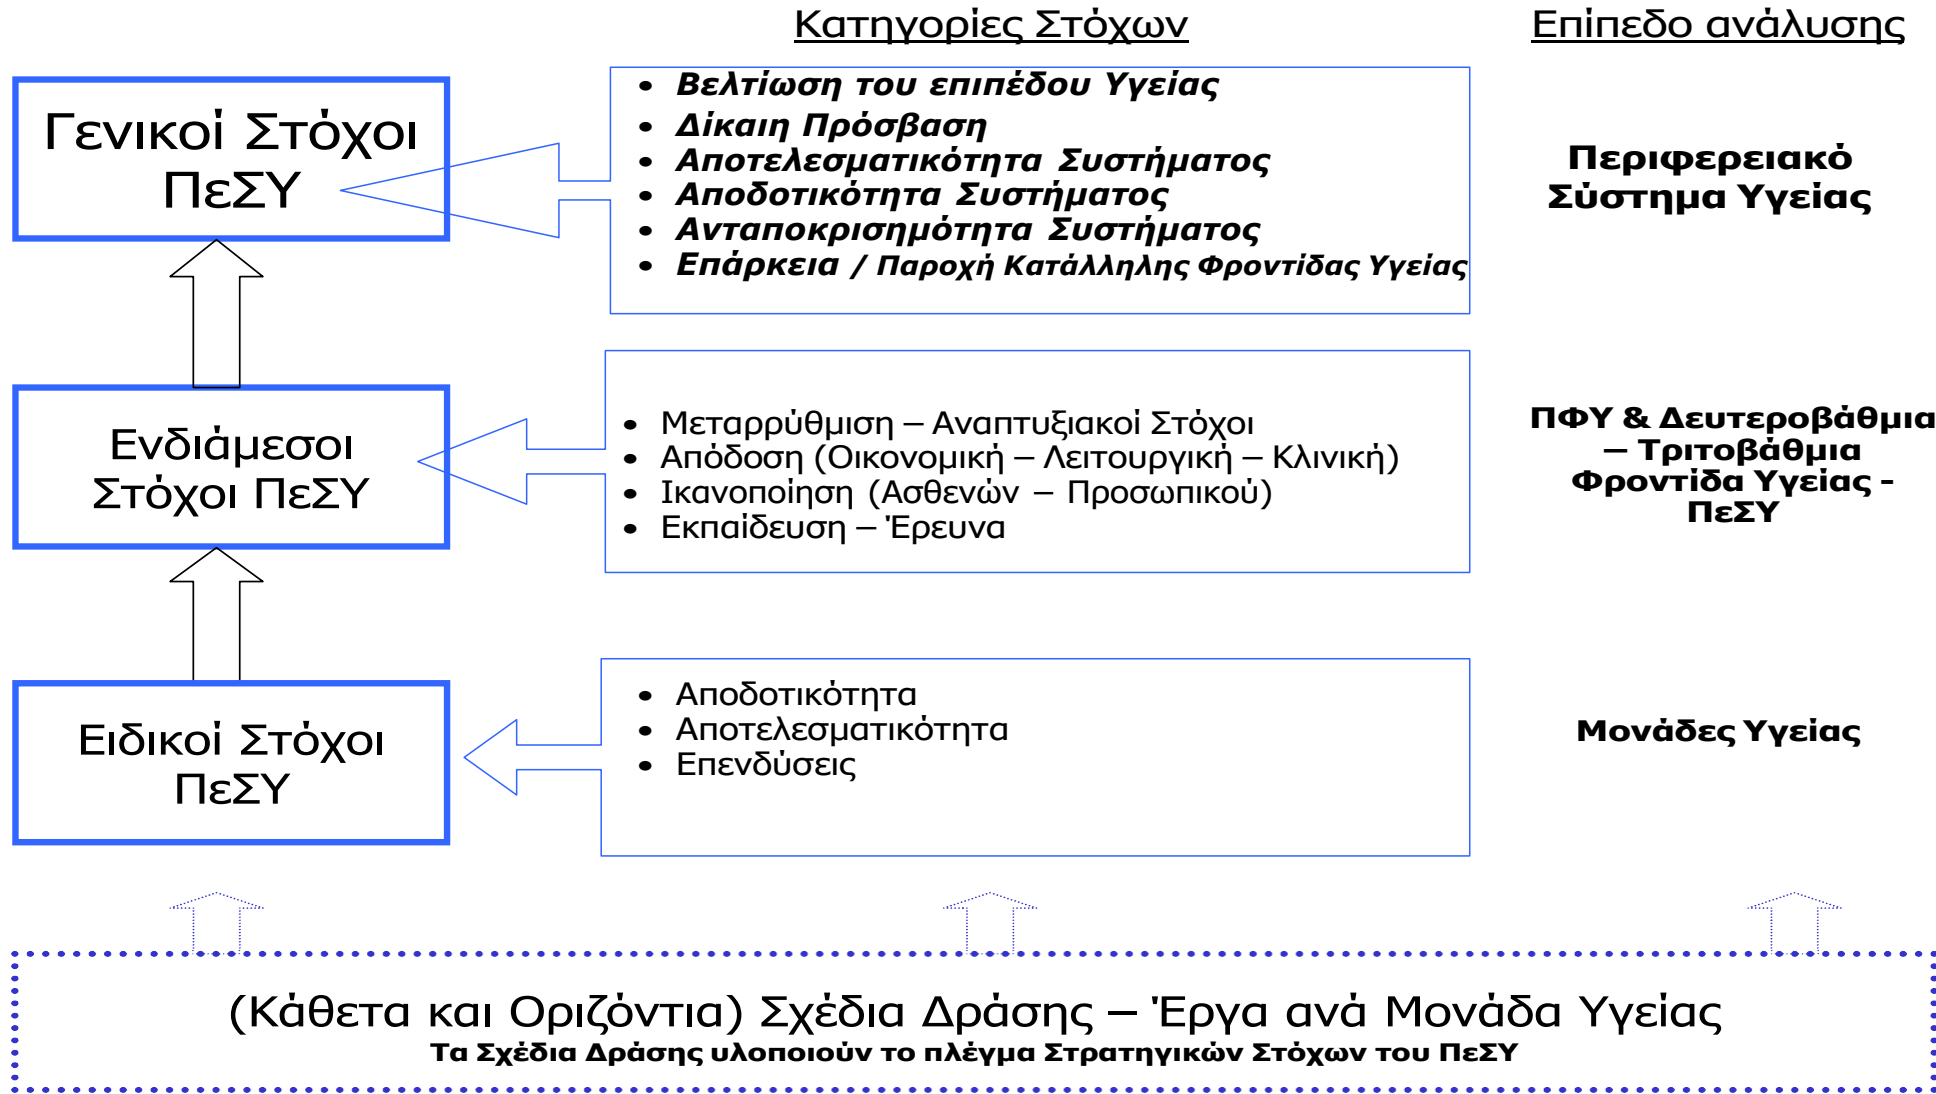 Κατηγορίες Στόχων
Επίπεδο ανάλυσης
Γενικοί Στόχοι
ΠεΣΥ
• Βελτίωση του επιπέδου Υγείας
• Δίκαιη Πρόσβαση
• Αποτελεσματικότητα Συστήματος
• Αποδοτικότητα Συστήματος
• Ανταποκρισημότητα Συστήματος
• Επάρκεια / Παροχή Κατάλληλης Φροντίδας Υγείας
Περιφερειακό
Σύστημα Υγείας
Ενδιάμεσοι
Στόχοι ΠεΣΥ
• Μεταρρύθμιση – Αναπτυξιακοί Στόχοι
• Απόδοση (Οικονομική – Λειτουργική – Κλινική)
• Ικανοποίηση (Ασθενών – Προσωπικού)
• Εκπαίδευση – Έρευνα
ΠΦΥ & Δευτεροβάθμια
– Τριτοβάθμια
Φροντίδα Υγείας -
ΠεΣΥ
Ειδικοί Στόχοι
ΠεΣΥ
• Αποδοτικότητα
• Αποτελεσματικότητα
• Επενδύσεις
Μονάδες Υγείας
(Κάθετα και Οριζόντια) Σχέδια Δράσης – Έργα ανά Μονάδα Υγείας
Τα Σχέδια Δράσης υλοποιούν το πλέγμα Στρατηγικών Στόχων του ΠεΣΥ